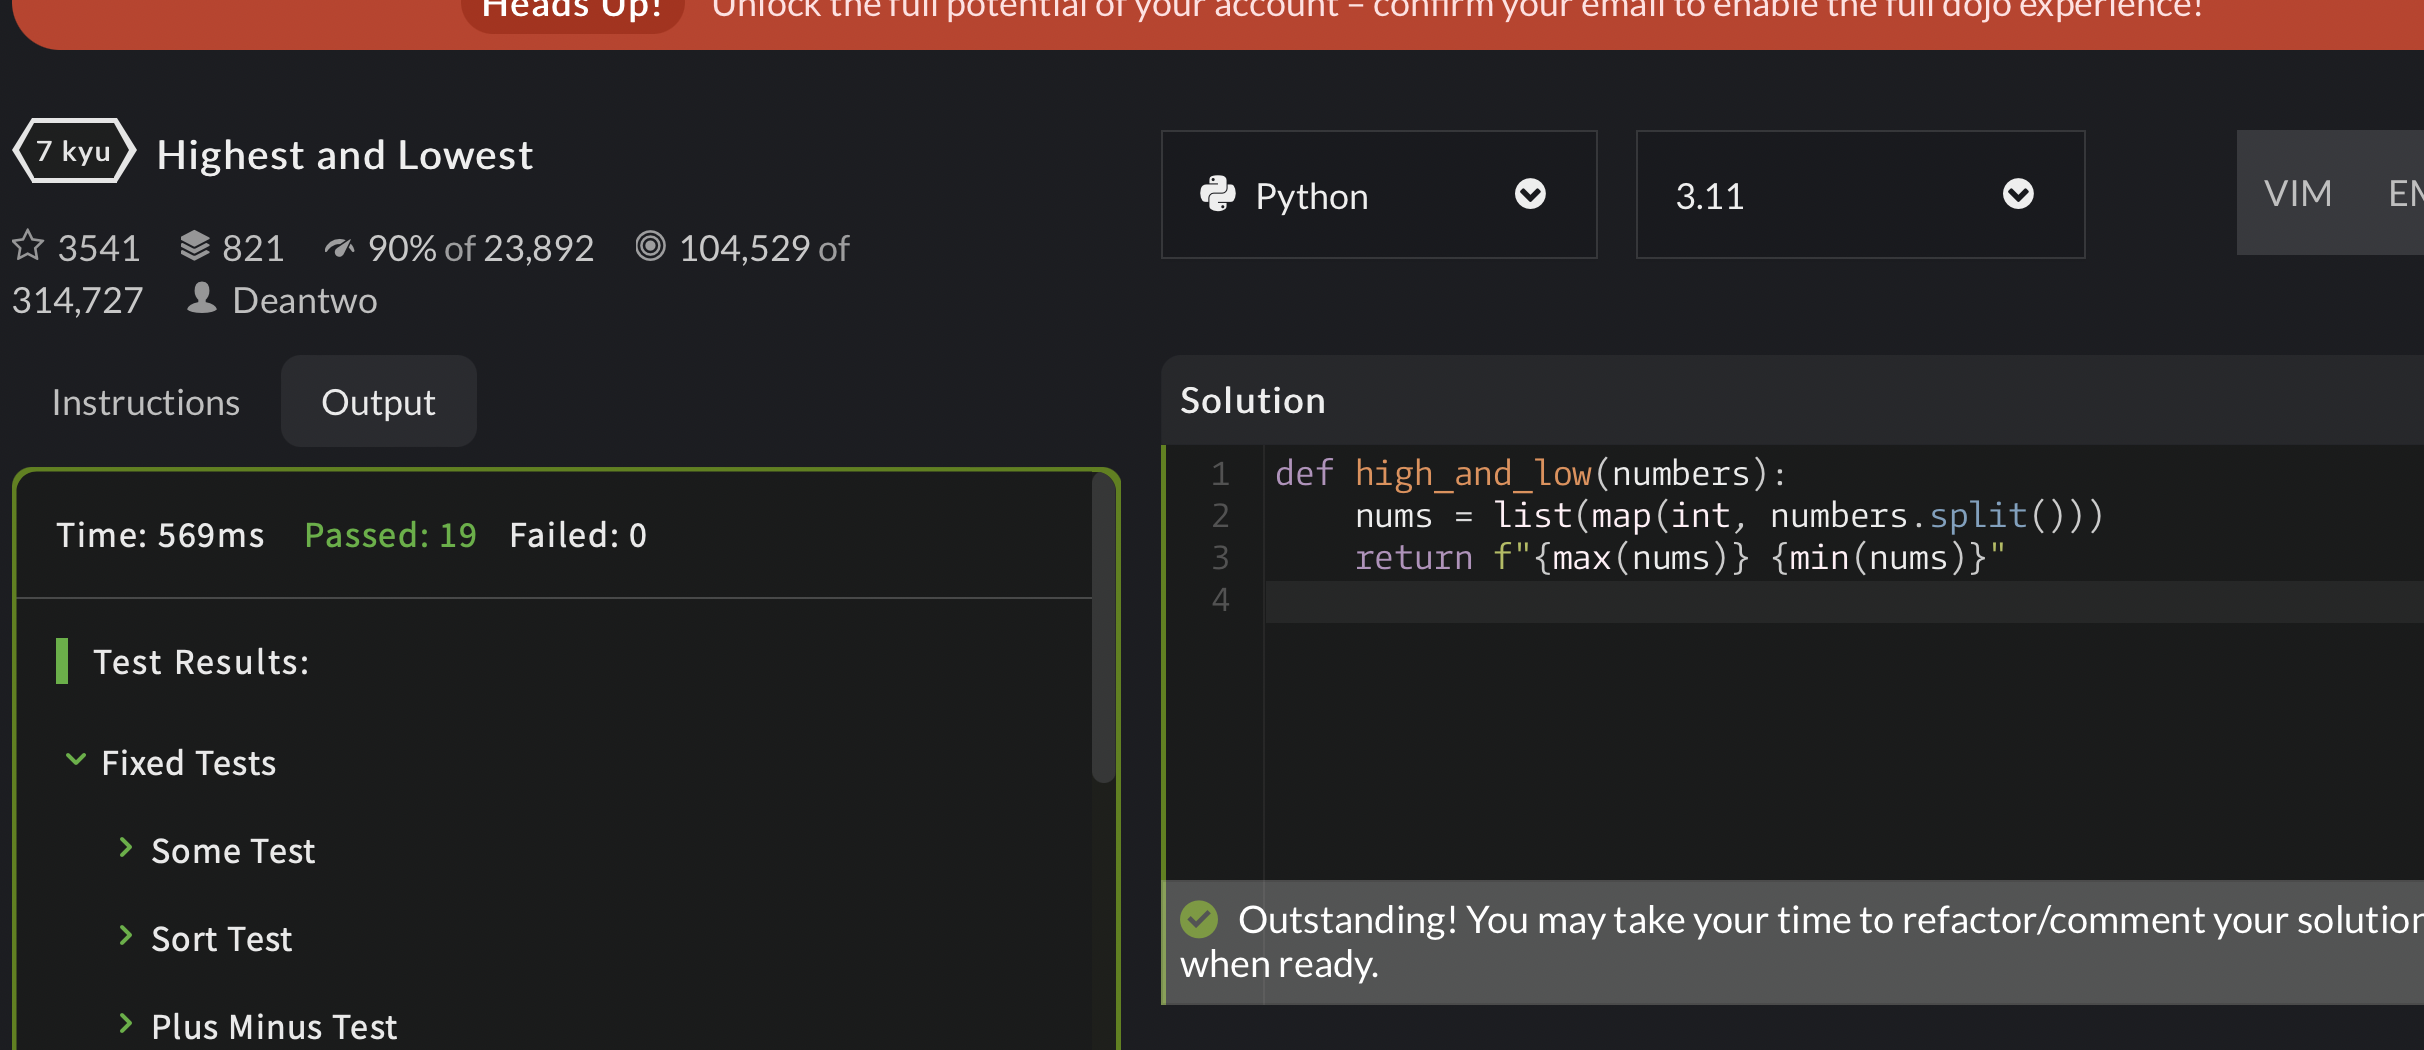 Heads Up! Unlock the full potential of your account – confirm your email to enable the full dojo experience!
7 kyu Highest and Lowest
3541 821 90% of 23,892 104,529 of
314,727 Deantwo
Python 3.11 VIM
Instructions Output
Time: 569ms Passed: 19 Failed: 0
Test Results:
Fixed Tests
Some Test
Sort Test
Plus Minus Test
Solution
1 def high_and_low(numbers):
2     nums = list(map(int, numbers.split()))
3     return f"{max(nums)} {min(nums)}"
4
Outstanding! You may take your time to refactor/comment your solution
when ready.